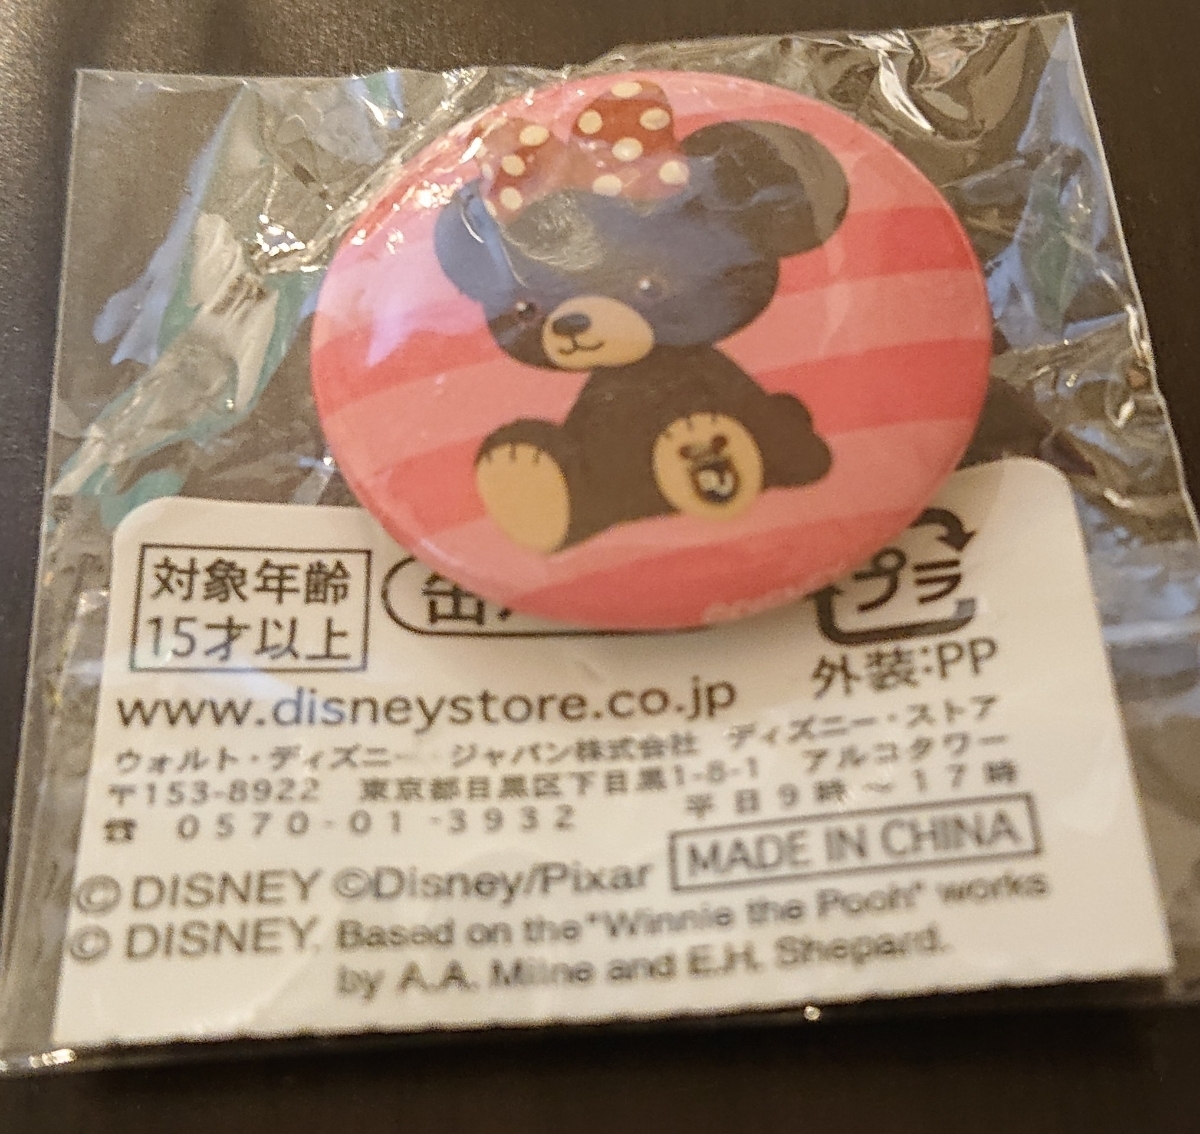 対象年齢
15才以上
缶バ
プラ
外装:PP
www.disneystore.co.jp
ウォルト・ディズニー・ジャパン株式会社 ディズニー・ストア
〒153-8922 東京都目黒区下目黒1-8-1 アルコタワー
☎ 0570-01-3932 平日9時〜17時
MADE IN CHINA
©DISNEY ©Disney/Pixar
©DISNEY. Based on the "Winnie the Pooh" works
by A.A. Milne and E.H. Shepard.